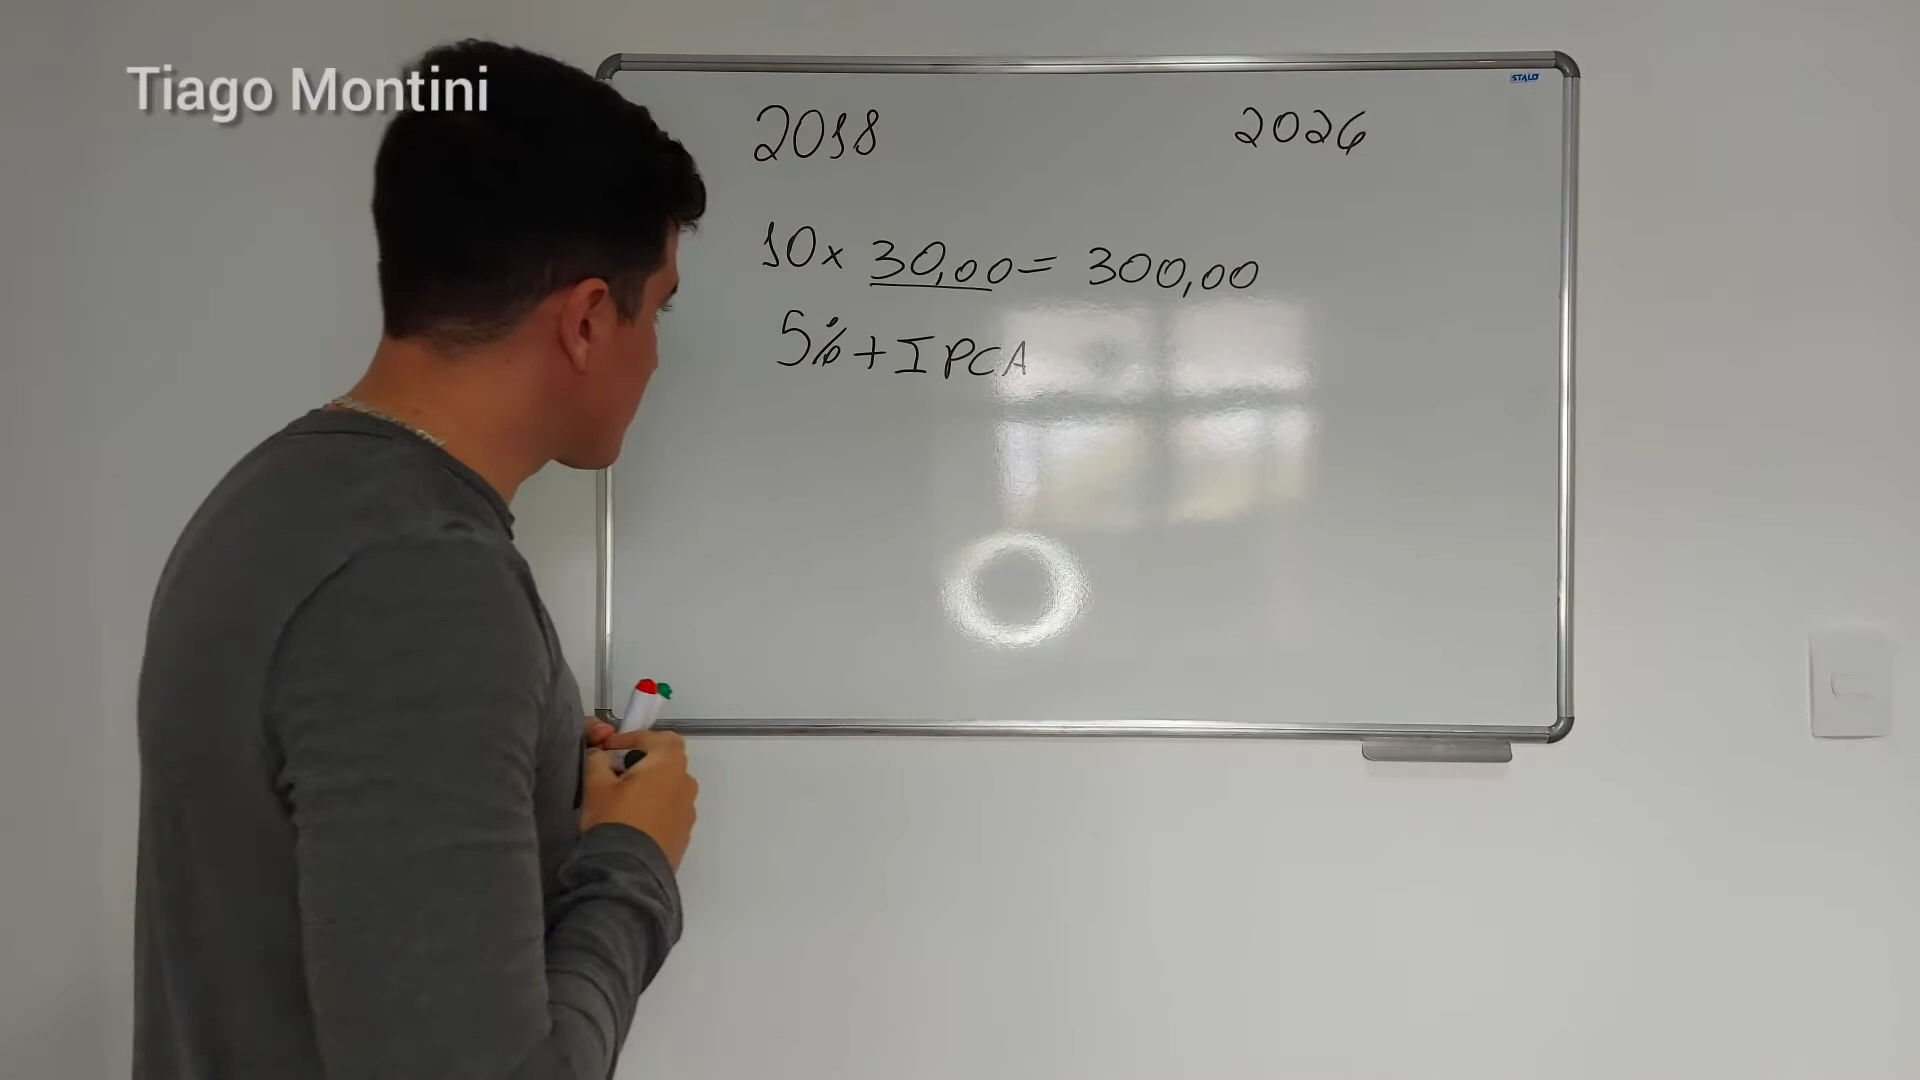 Tiago Montini
STALO
2018 2026
10x 30,00 = 300,00
5% + IPCA